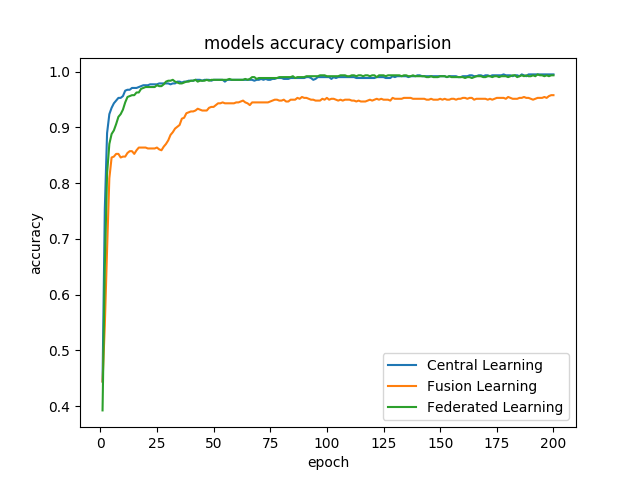 models accuracy comparision
1.0
0.9
0.8
0.7
0.6
0.5
0.4
accuracy
0 25 50 75 100 125 150 175 200
epoch
Central Learning
Fusion Learning
Federated Learning